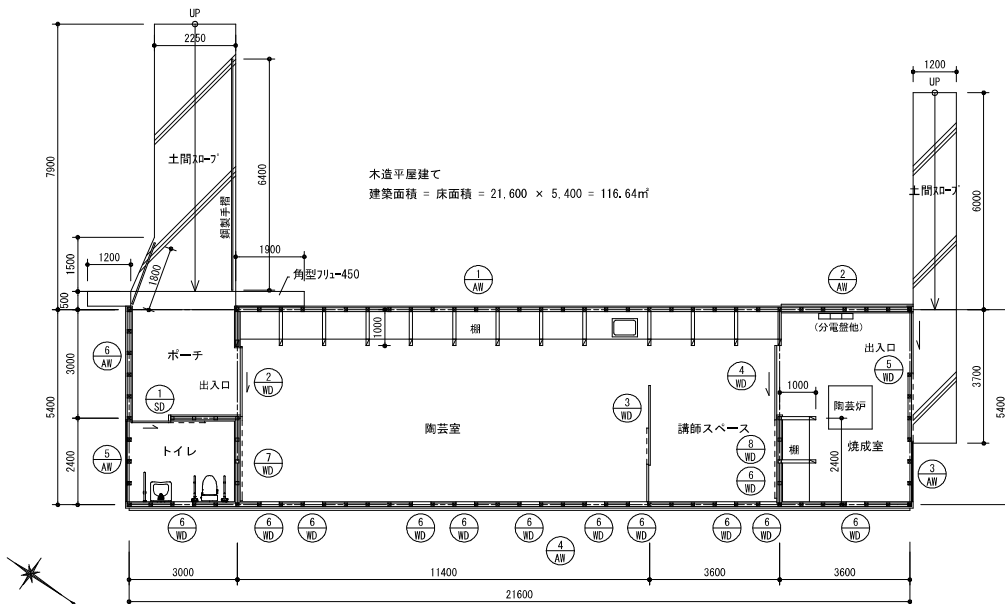 UP
2250
1200
UP
7900
土間スロープ
6400
鋼製手摺
木造平屋建て
建築面積 = 床面積 = 21,600 × 5,400 = 116.64㎡
土間スロープ
6000
1500
1200
1800
1900
角型フリュー450
500
1
AW
2
AW
1000
棚
(分電盤他)
6
AW
ポーチ
出入口
1
SD
2
WD
4
WD
出入口
5
WD
3000
5400
3700
5400
3
WD
1000
陶芸炉
陶芸室
講師スペース
焼成室
棚
2400
8
WD
6
WD
トイレ
5
AW
7
WD
2400
3
AW
6
WD
6
WD
6
WD
6
WD
6
WD
6
WD
6
WD
6
WD
6
WD
6
WD
6
WD
4
AW
3000
11400
3600
3600
21600